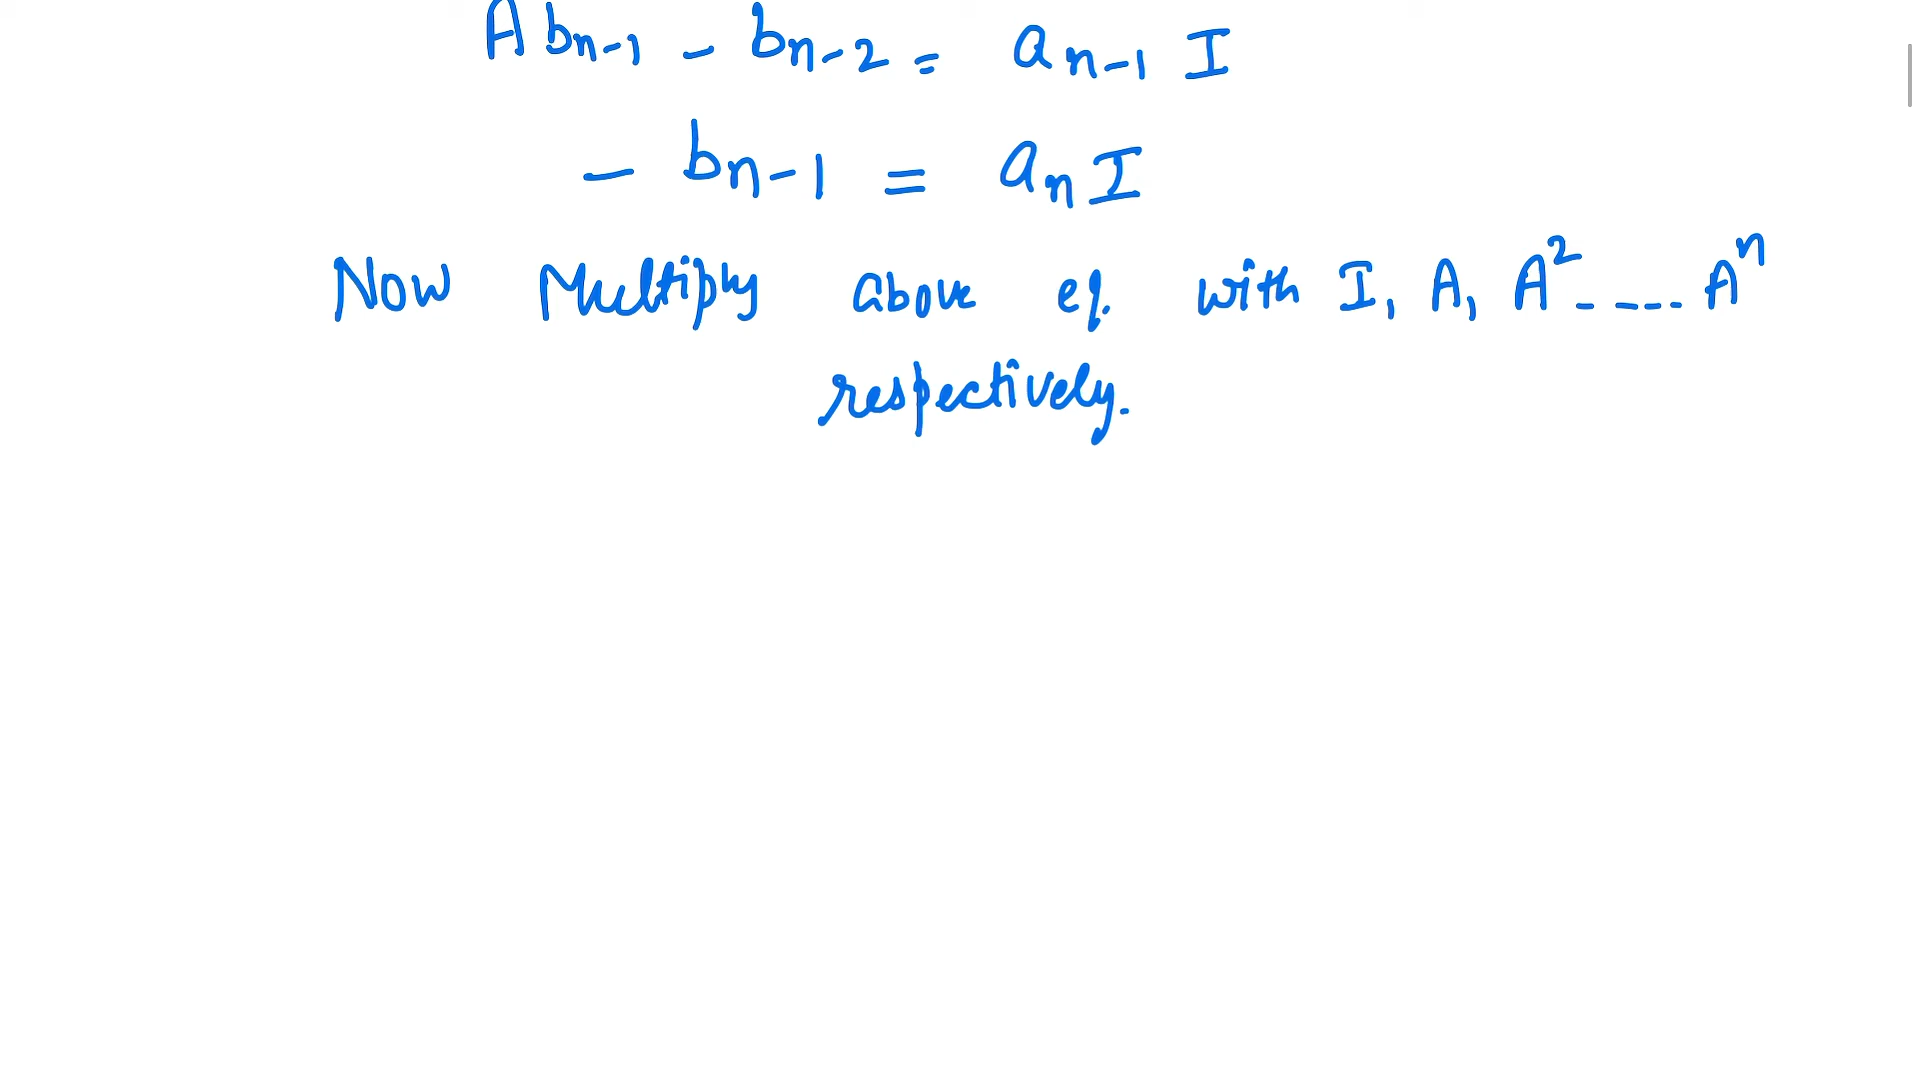 A bn-1 - bn-2 = an-1 I
- bn-1 = an I
Now Multiply above eq. with I, A, A² - - - - - Aⁿ
respectively.